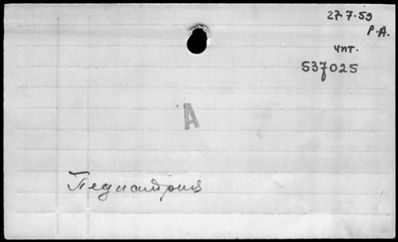 27.7.59
Р.А.
чит.
537025
А
Педиатрия